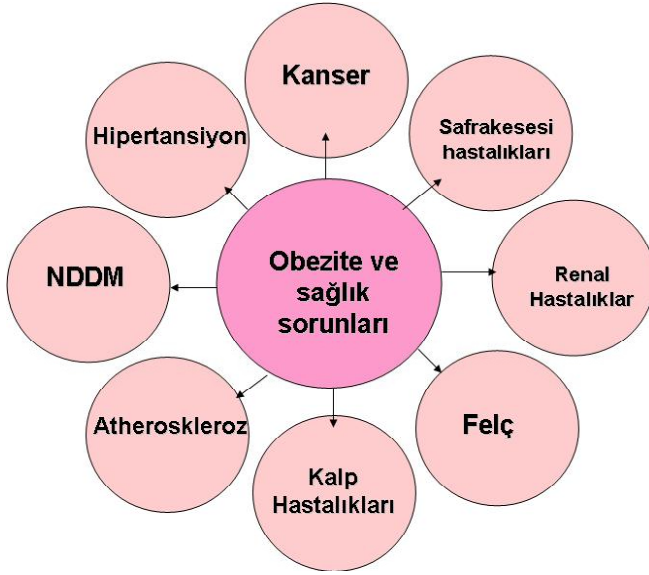 Kanser
Safrakesesi
hastalıkları
Renal
Hastalıklar
Felç
Kalp
Hastalıkları
Atheroskleroz
NDDM
Hipertansiyon
Obezite ve
sağlık
sorunları